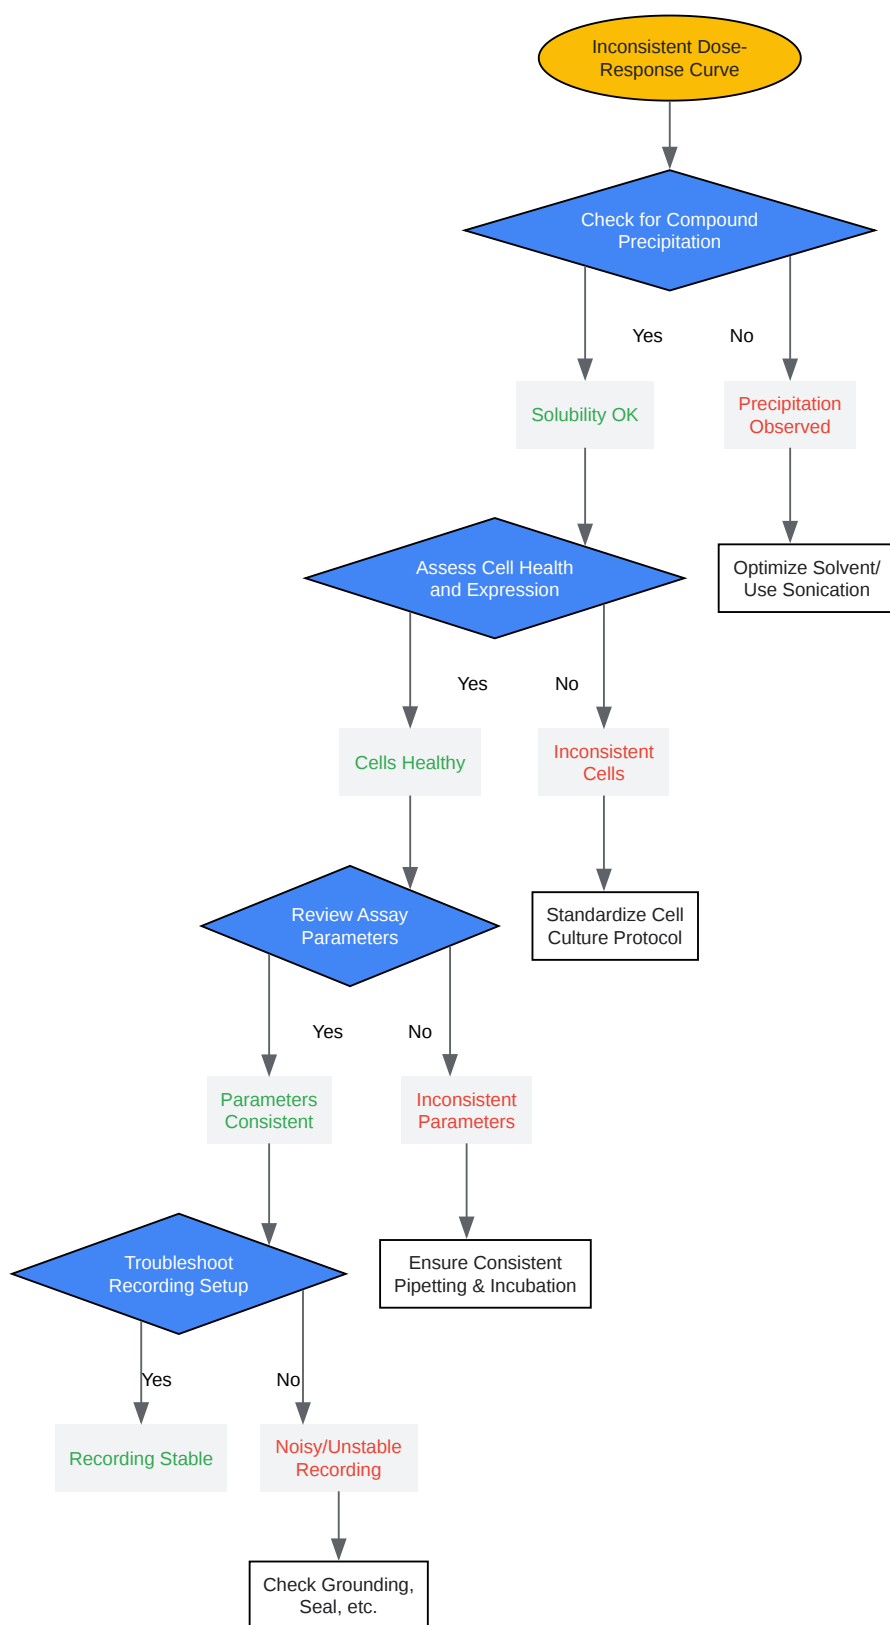 Inconsistent Dose-
Response Curve
Check for Compound
Precipitation
Yes
No
Solubility OK
Precipitation
Observed
Assess Cell Health
and Expression
Optimize Solvent/
Use Sonication
Yes
No
Cells Healthy
Inconsistent
Cells
Review Assay
Parameters
Standardize Cell
Culture Protocol
Yes
No
Parameters
Consistent
Inconsistent
Parameters
Troubleshoot
Recording Setup
Ensure Consistent
Pipetting & Incubation
Yes
No
Recording Stable
Noisy/Unstable
Recording
Check Grounding,
Seal, etc.